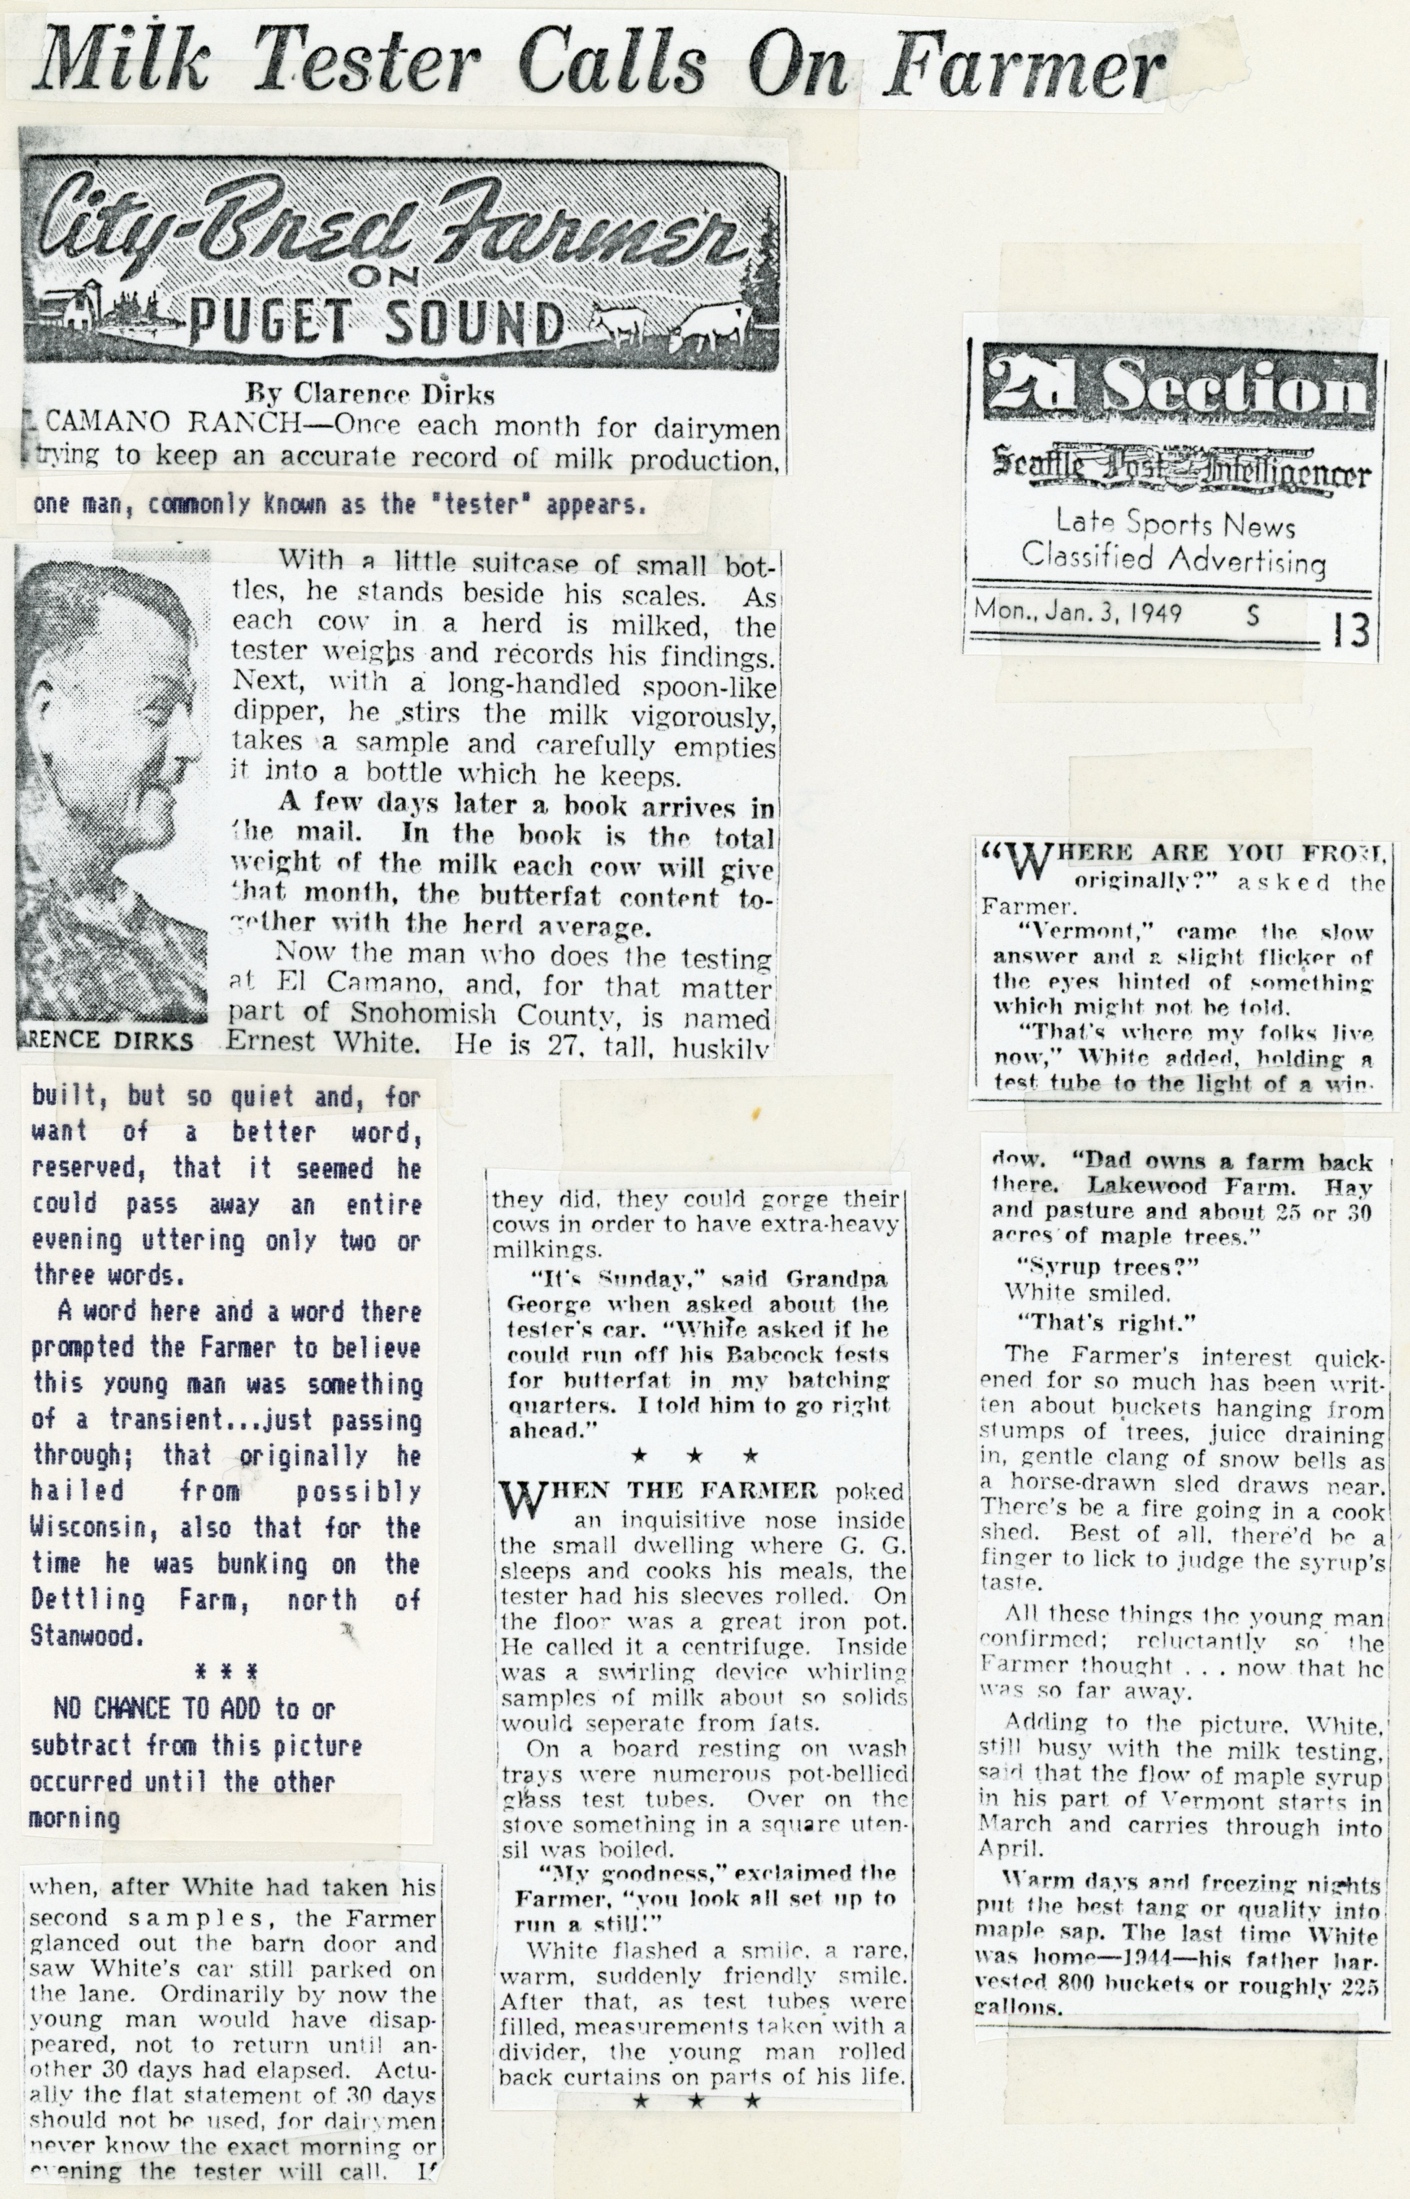 Milk Tester Calls On Farmer
City-Bred Farmer
ON
PUGET SOUND
By Clarence Dirks
CAMANO RANCH—Once each month for dairymen
trying to keep an accurate record of milk production,
one man, commonly known as the "tester" appears.
With a little suitcase of small bot-
tles, he stands beside his scales. As
each cow in a herd is milked, the
tester weighs and records his findings.
Next, with a long-handled spoon-like
dipper, he stirs the milk vigorously,
takes a sample and carefully empties
it into a bottle which he keeps.
A few days later a book arrives in
the mail. In the book is the total
weight of the milk each cow will give
that month, the butterfat content to-
gether with the herd average.
Now the man who does the testing
at El Camano, and, for that matter
part of Snohomish County, is named
Ernest White. He is 27, tall, huskily
ARENCE DIRKS
built, but so quiet and, for
want of a better word,
reserved, that it seemed he
could pass away an entire
evening uttering only two or
three words.
A word here and a word there
prompted the Farmer to believe
this young man was something
of a transient...just passing
through; that originally he
hailed from possibly
Wisconsin, also that for the
time he was bunking on the
Dettling Farm, north of
Stanwood.
* * *
NO CHANCE TO ADD to or
subtract from this picture
occurred until the other
morning
when, after White had taken his
second samples, the Farmer
glanced out the barn door and
saw White's car still parked on
the lane. Ordinarily by now the
young man would have disap-
peared, not to return until an-
other 30 days had elapsed. Actu-
ally the flat statement of 30 days
should not be used, for dairymen
never know the exact morning or
evening the tester will call. If
they did, they could gorge their
cows in order to have extra-heavy
milkings.
"It's Sunday," said Grandpa
George when asked about the
tester's car. "White asked if he
could run off his Babcock tests
for butterfat in my batching
quarters. I told him to go right
ahead."
★ ★ ★
WHEN THE FARMER poked
an inquisitive nose inside
the small dwelling where G. G.
sleeps and cooks his meals, the
tester had his sleeves rolled. On
the floor was a great iron pot.
He called it a centrifuge. Inside
was a swirling device whirling
samples of milk about so solids
would seperate from fats.
On a board resting on wash
trays were numerous pot-bellied
glass test tubes. Over on the
stove something in a square uten-
sil was boiled.
"My goodness," exclaimed the
Farmer, "you look all set up to
run a still!"
White flashed a smile, a rare,
warm, suddenly friendly smile.
After that, as test tubes were
filled, measurements taken with a
divider, the young man rolled
back curtains on parts of his life.
★ ★ ★
2d Section
Seattle Post-Intelligencer
Late Sports News
Classified Advertising
Mon., Jan. 3, 1949 S 13
"WHERE ARE YOU FROM,
originally?" asked the
Farmer.
"Vermont," came the slow
answer and a slight flicker of
the eyes hinted of something
which might not be told.
"That's where my folks live
now," White added, holding a
test tube to the light of a win-
dow. "Dad owns a farm back
there. Lakewood Farm. Hay
and pasture and about 25 or 30
acres of maple trees."
"Syrup trees?"
White smiled.
"That's right."
The Farmer's interest quick-
ened for so much has been writ-
ten about buckets hanging from
stumps of trees, juice draining
in, gentle clang of snow bells as
a horse-drawn sled draws near.
There's be a fire going in a cook
shed. Best of all, there'd be a
finger to lick to judge the syrup's
taste.
All these things the young man
confirmed; reluctantly so the
Farmer thought . . . now that he
was so far away.
Adding to the picture, White,
still busy with the milk testing,
said that the flow of maple syrup
in his part of Vermont starts in
March and carries through into
April.
Warm days and freezing nights
put the best tang or quality into
maple sap. The last time White
was home—1944—his father har-
vested 800 buckets or roughly 225
gallons.